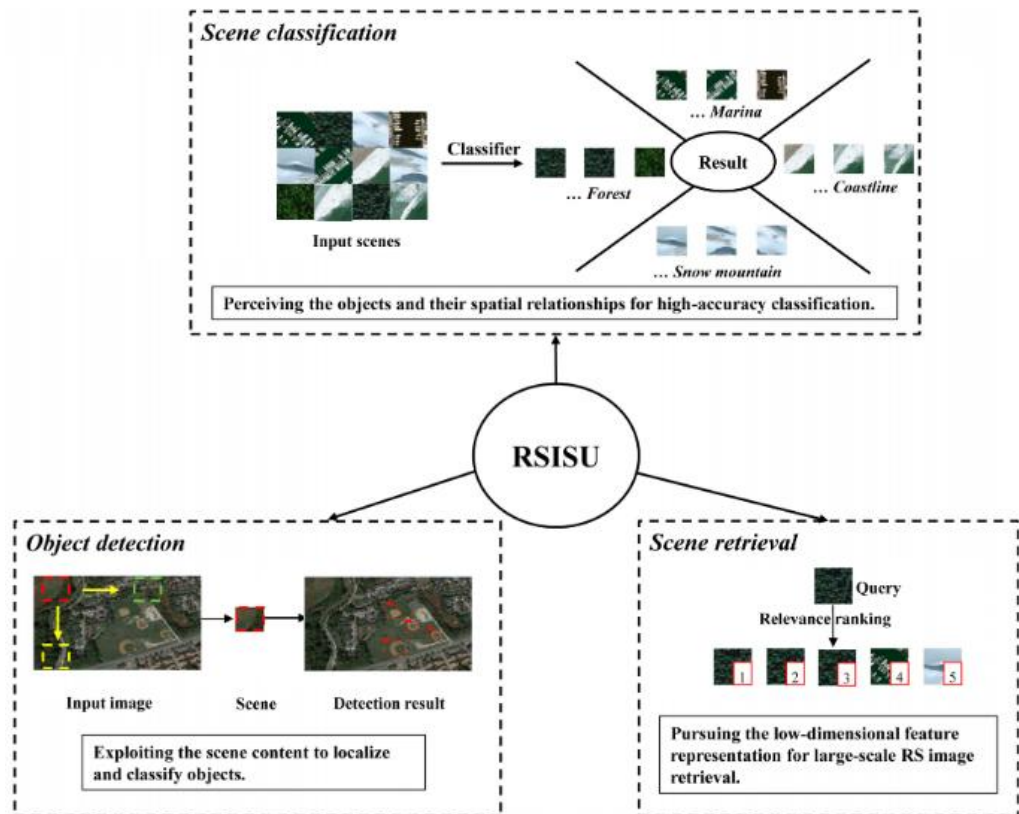 Scene classification
… Marina
Classifier
Result
… Forest
… Coastline
Input scenes
… Snow mountain
Perceiving the objects and their spatial relationships for high-accuracy classification.
RSISU
Object detection
Input image
Scene
Detection result
Exploiting the scene content to localize
and classify objects.
Scene retrieval
Query
Relevance ranking
1 2 3 4 5
Pursuing the low-dimensional feature
representation for large-scale RS image
retrieval.